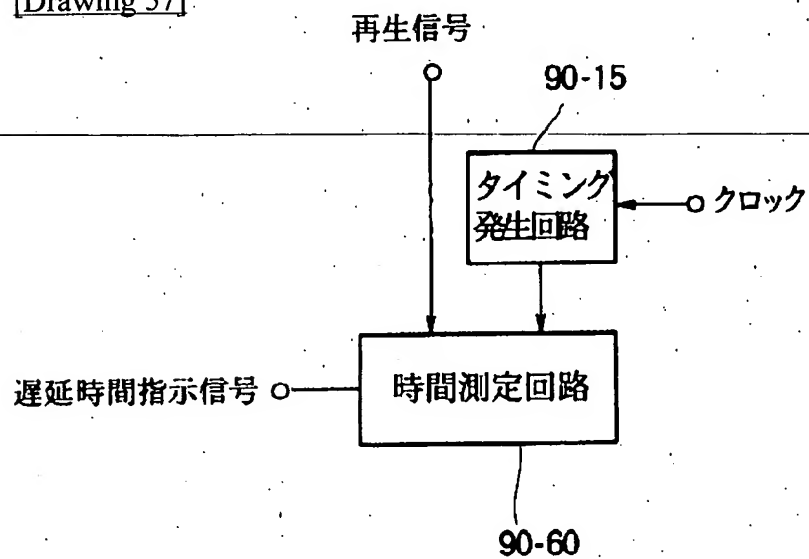 [Drawing 57]
再生信号
90-15
タイミング
発生回路
クロック
遅延時間指示信号
時間測定回路
90-60